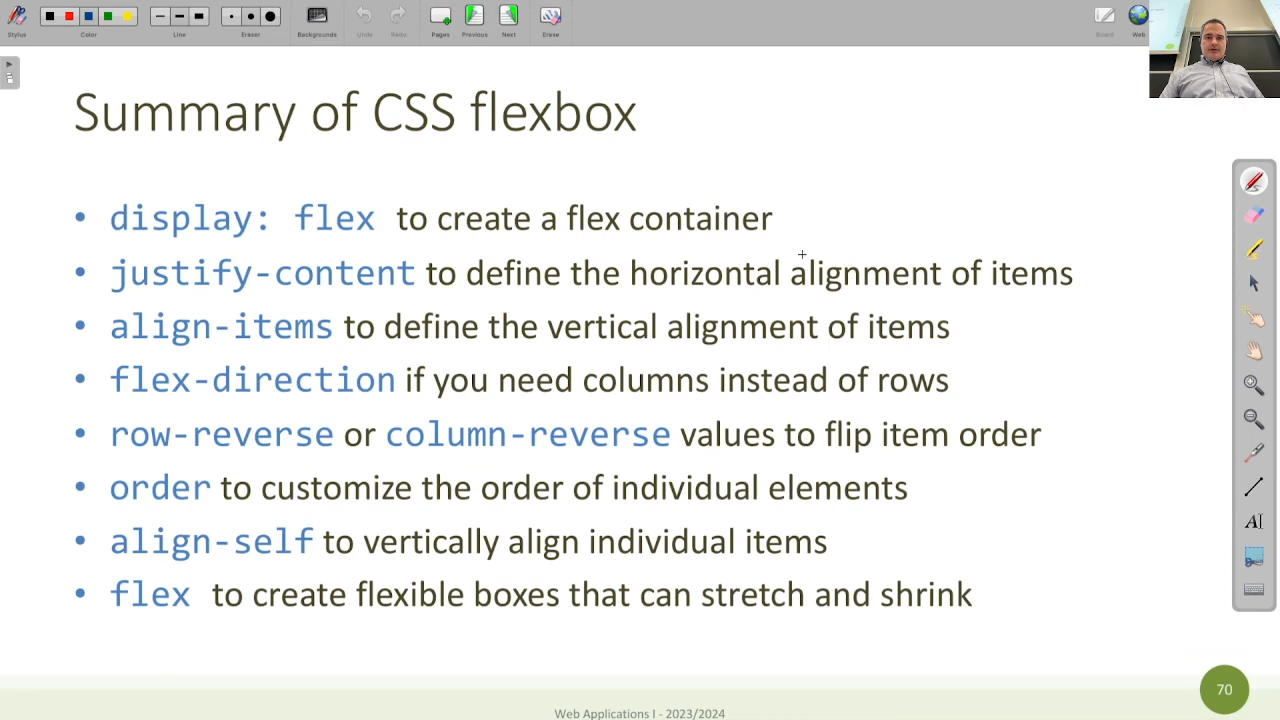 Stylus
Color
Line
Eraser
Backgrounds
Undo
Redo
Pages
Previous
Next
Erase
Board
Web
Summary of CSS flexbox
• display: flex to create a flex container
• justify-content to define the horizontal alignment of items
• align-items to define the vertical alignment of items
• flex-direction if you need columns instead of rows
• row-reverse or column-reverse values to flip item order
• order to customize the order of individual elements
• align-self to vertically align individual items
• flex to create flexible boxes that can stretch and shrink
AI
70
Web Applications I - 2023/2024